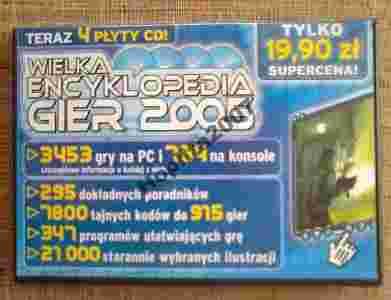 TERAZ 4 PŁYTY CD!
TYLKO
19,90 zł
SUPERCENA!
WIELKA
ENCYKLOPEDIA
GIER 2005
3453 gry na PC i na konsole
295 dokładnych poradników
7800 tajnych kodów do 975 gier
347 programów ułatwiających grę
21 000 starannie wybranych ilustracji